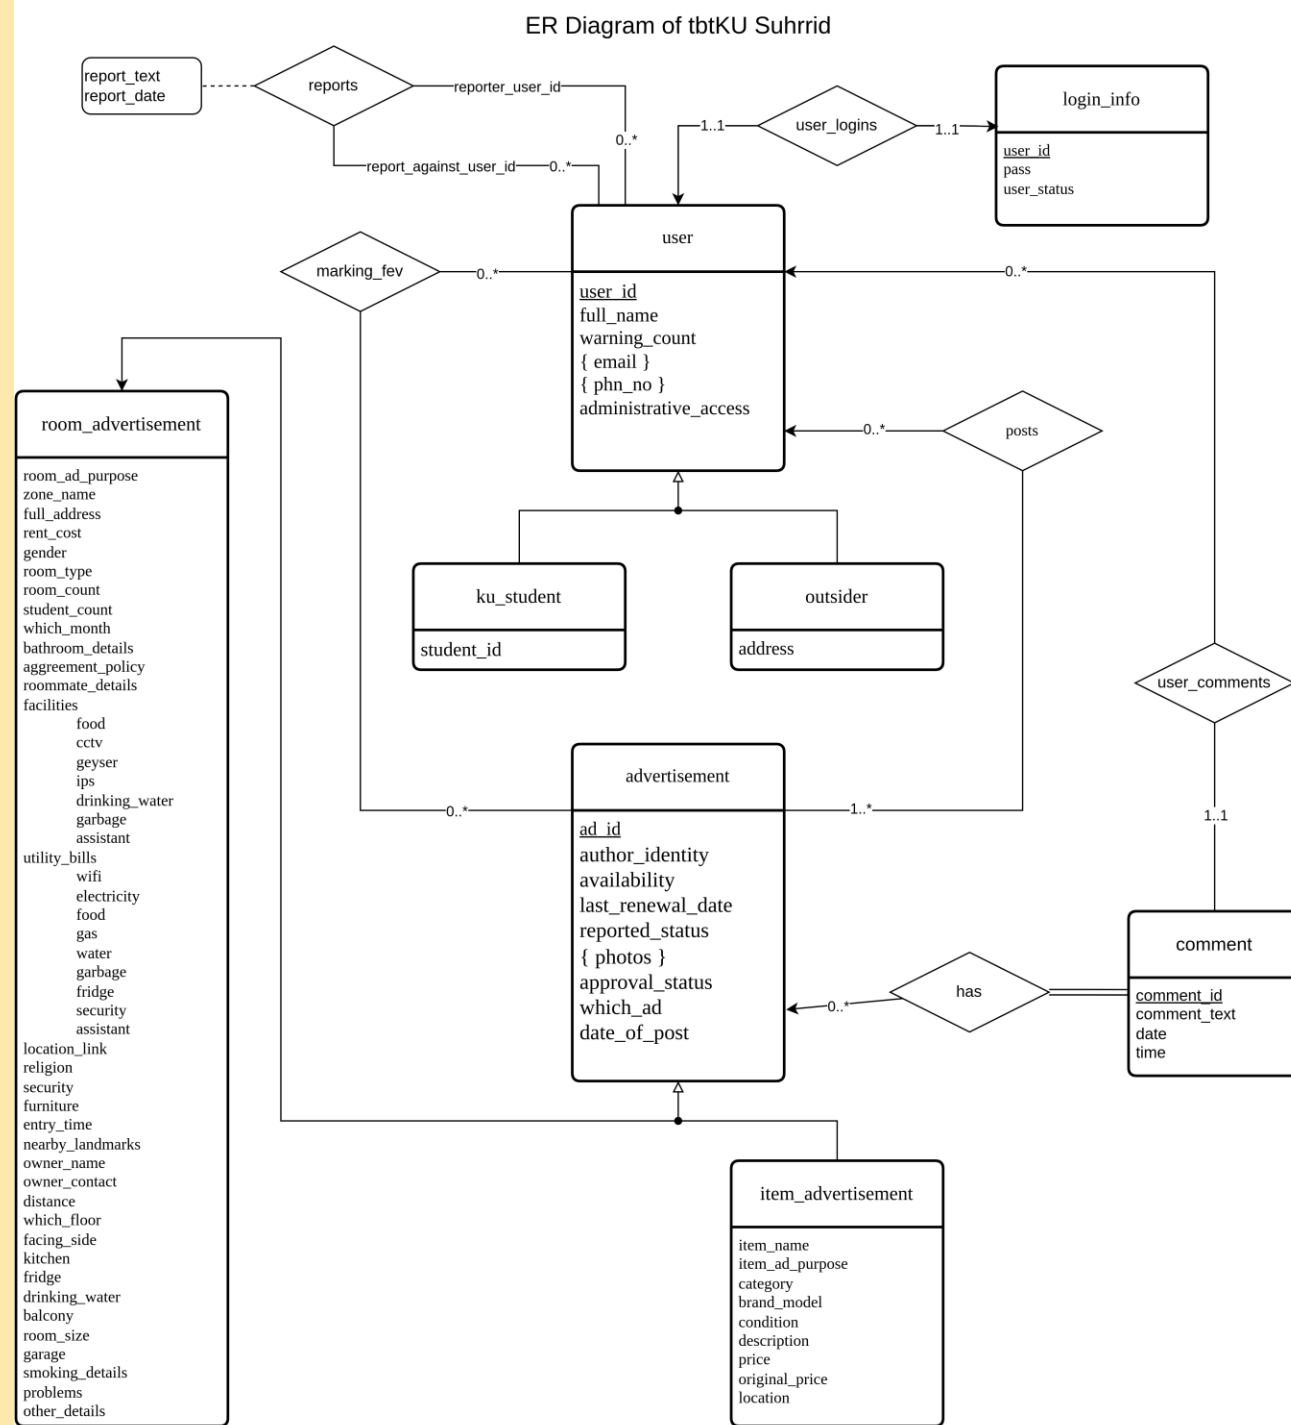 ER Diagram of tbtKU Suhrrid
report_text
report_date
reports
reporter_user_id
0..*
report_against_user_id
0..*
1..1
user_logins
1..1
login_info
user_id
pass
user_status
user
user_id
full_name
warning_count
{ email }
{ phn_no }
administrative_access
marking_fev
0..*
0..*
0..*
posts
room_advertisement
room_ad_purpose
zone_name
full_address
rent_cost
gender
room_type
room_count
student_count
which_month
bathroom_details
aggreement_policy
roommate_details
facilities
food
cctv
geyser
ips
drinking_water
garbage
assistant
utility_bills
wifi
electricity
food
gas
water
garbage
fridge
security
assistant
location_link
religion
security
furniture
entry_time
nearby_landmarks
owner_name
owner_contact
distance
which_floor
facing_side
kitchen
fridge
drinking_water
balcony
room_size
garage
smoking_details
problems
other_details
ku_student
student_id
outsider
address
user_comments
1..1
advertisement
0..*
1..*
ad_id
author_identity
availability
last_renewal_date
reported_status
{ photos }
approval_status
which_ad
date_of_post
0..*
has
comment
comment_id
comment_text
date
time
item_advertisement
item_name
item_ad_purpose
category
brand_model
condition
description
price
original_price
location